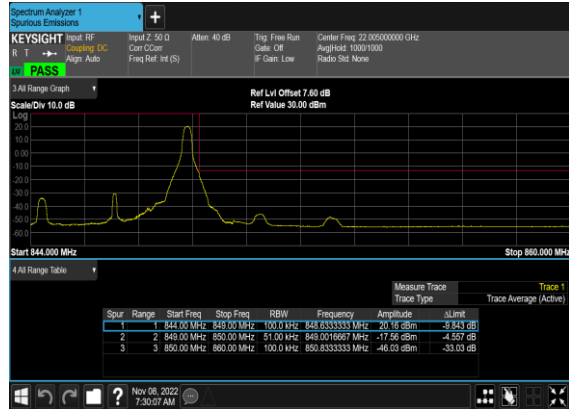 Spectrum Analyzer 1
Spurious Emissions
KEYSIGHT Input: RF Input Z: 50 Ω Atten: 40 dB Trig: Free Run Center Freq: 22.005000000 GHz
R T Coupling: DC Corr CCorr Gate: Off Avg|Hold: 1000/1000
Align: Auto Freq Ref: Int (S) IF Gain: Low Radio Std: None
PASS
3 All Range Graph
Ref Lvl Offset 7.60 dB
Scale/Div 10.0 dB Ref Value 30.00 dBm
Log
20.0
10.0
0.00
-10.0
-20.0
-30.0
-40.0
-50.0
-60.0
Start 844.000 MHz Stop 860.000 MHz
4 All Range Table
Measure Trace Trace 1
Trace Type Trace Average (Active)
Spur Range Start Freq Stop Freq RBW Frequency Amplitude ΔLimit
1 1 844.00 MHz 849.00 MHz 100.0 kHz 848.6333333 MHz 20.16 dBm -9.843 dB
2 2 849.00 MHz 850.00 MHz 51.00 kHz 849.0016667 MHz -17.56 dBm -4.557 dB
3 3 850.00 MHz 860.00 MHz 100.0 kHz 850.8333333 MHz -46.03 dBm -33.03 dB
? Nov 08, 2022
7:30:07 AM